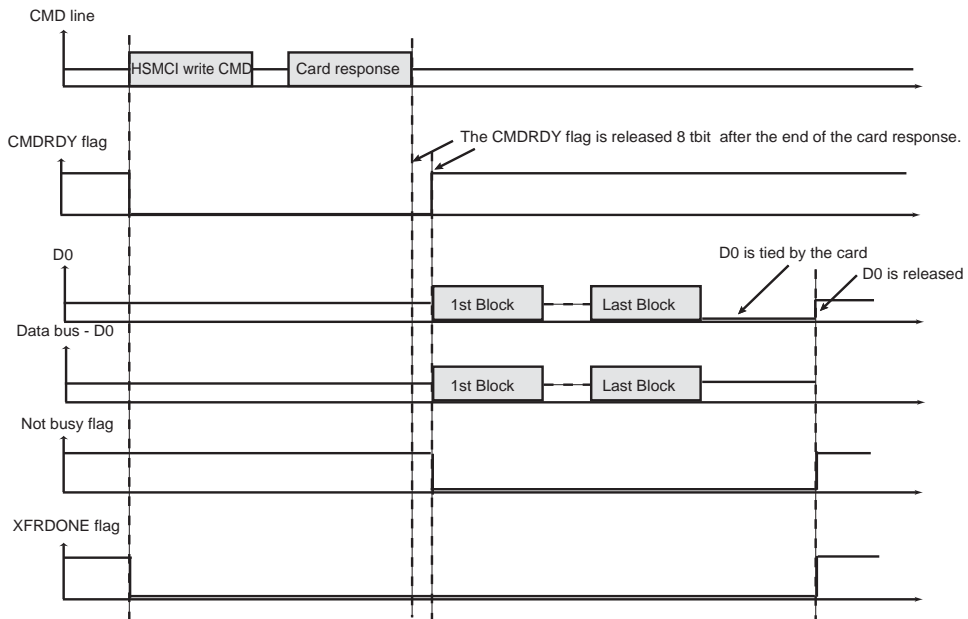 CMD line
HSMCI write CMD
Card response
The CMDRDY flag is released 8 tbit after the end of the card response.
CMDRDY flag
D0 is tied by the card
D0
D0 is released
1st Block
Last Block
Data bus - D0
1st Block
Last Block
Not busy flag
XFRDONE flag